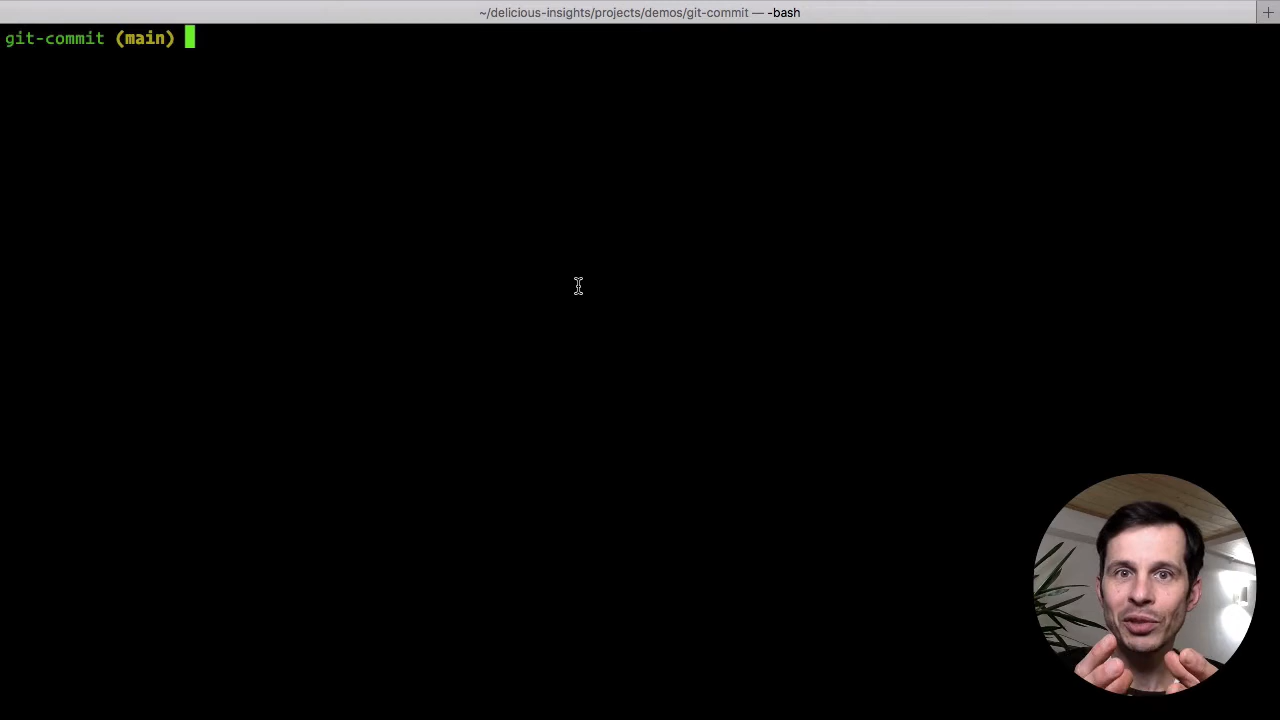 ~/delicious-insights/projects/demos/git-commit — -bash
git-commit (main)